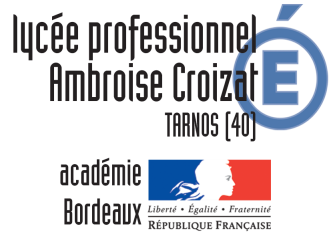 lycée professionnel
Ambroise Croizat
É
TARNOS (40)
académie
Bordeaux
Liberté • Égalité • Fraternité
RÉPUBLIQUE FRANÇAISE